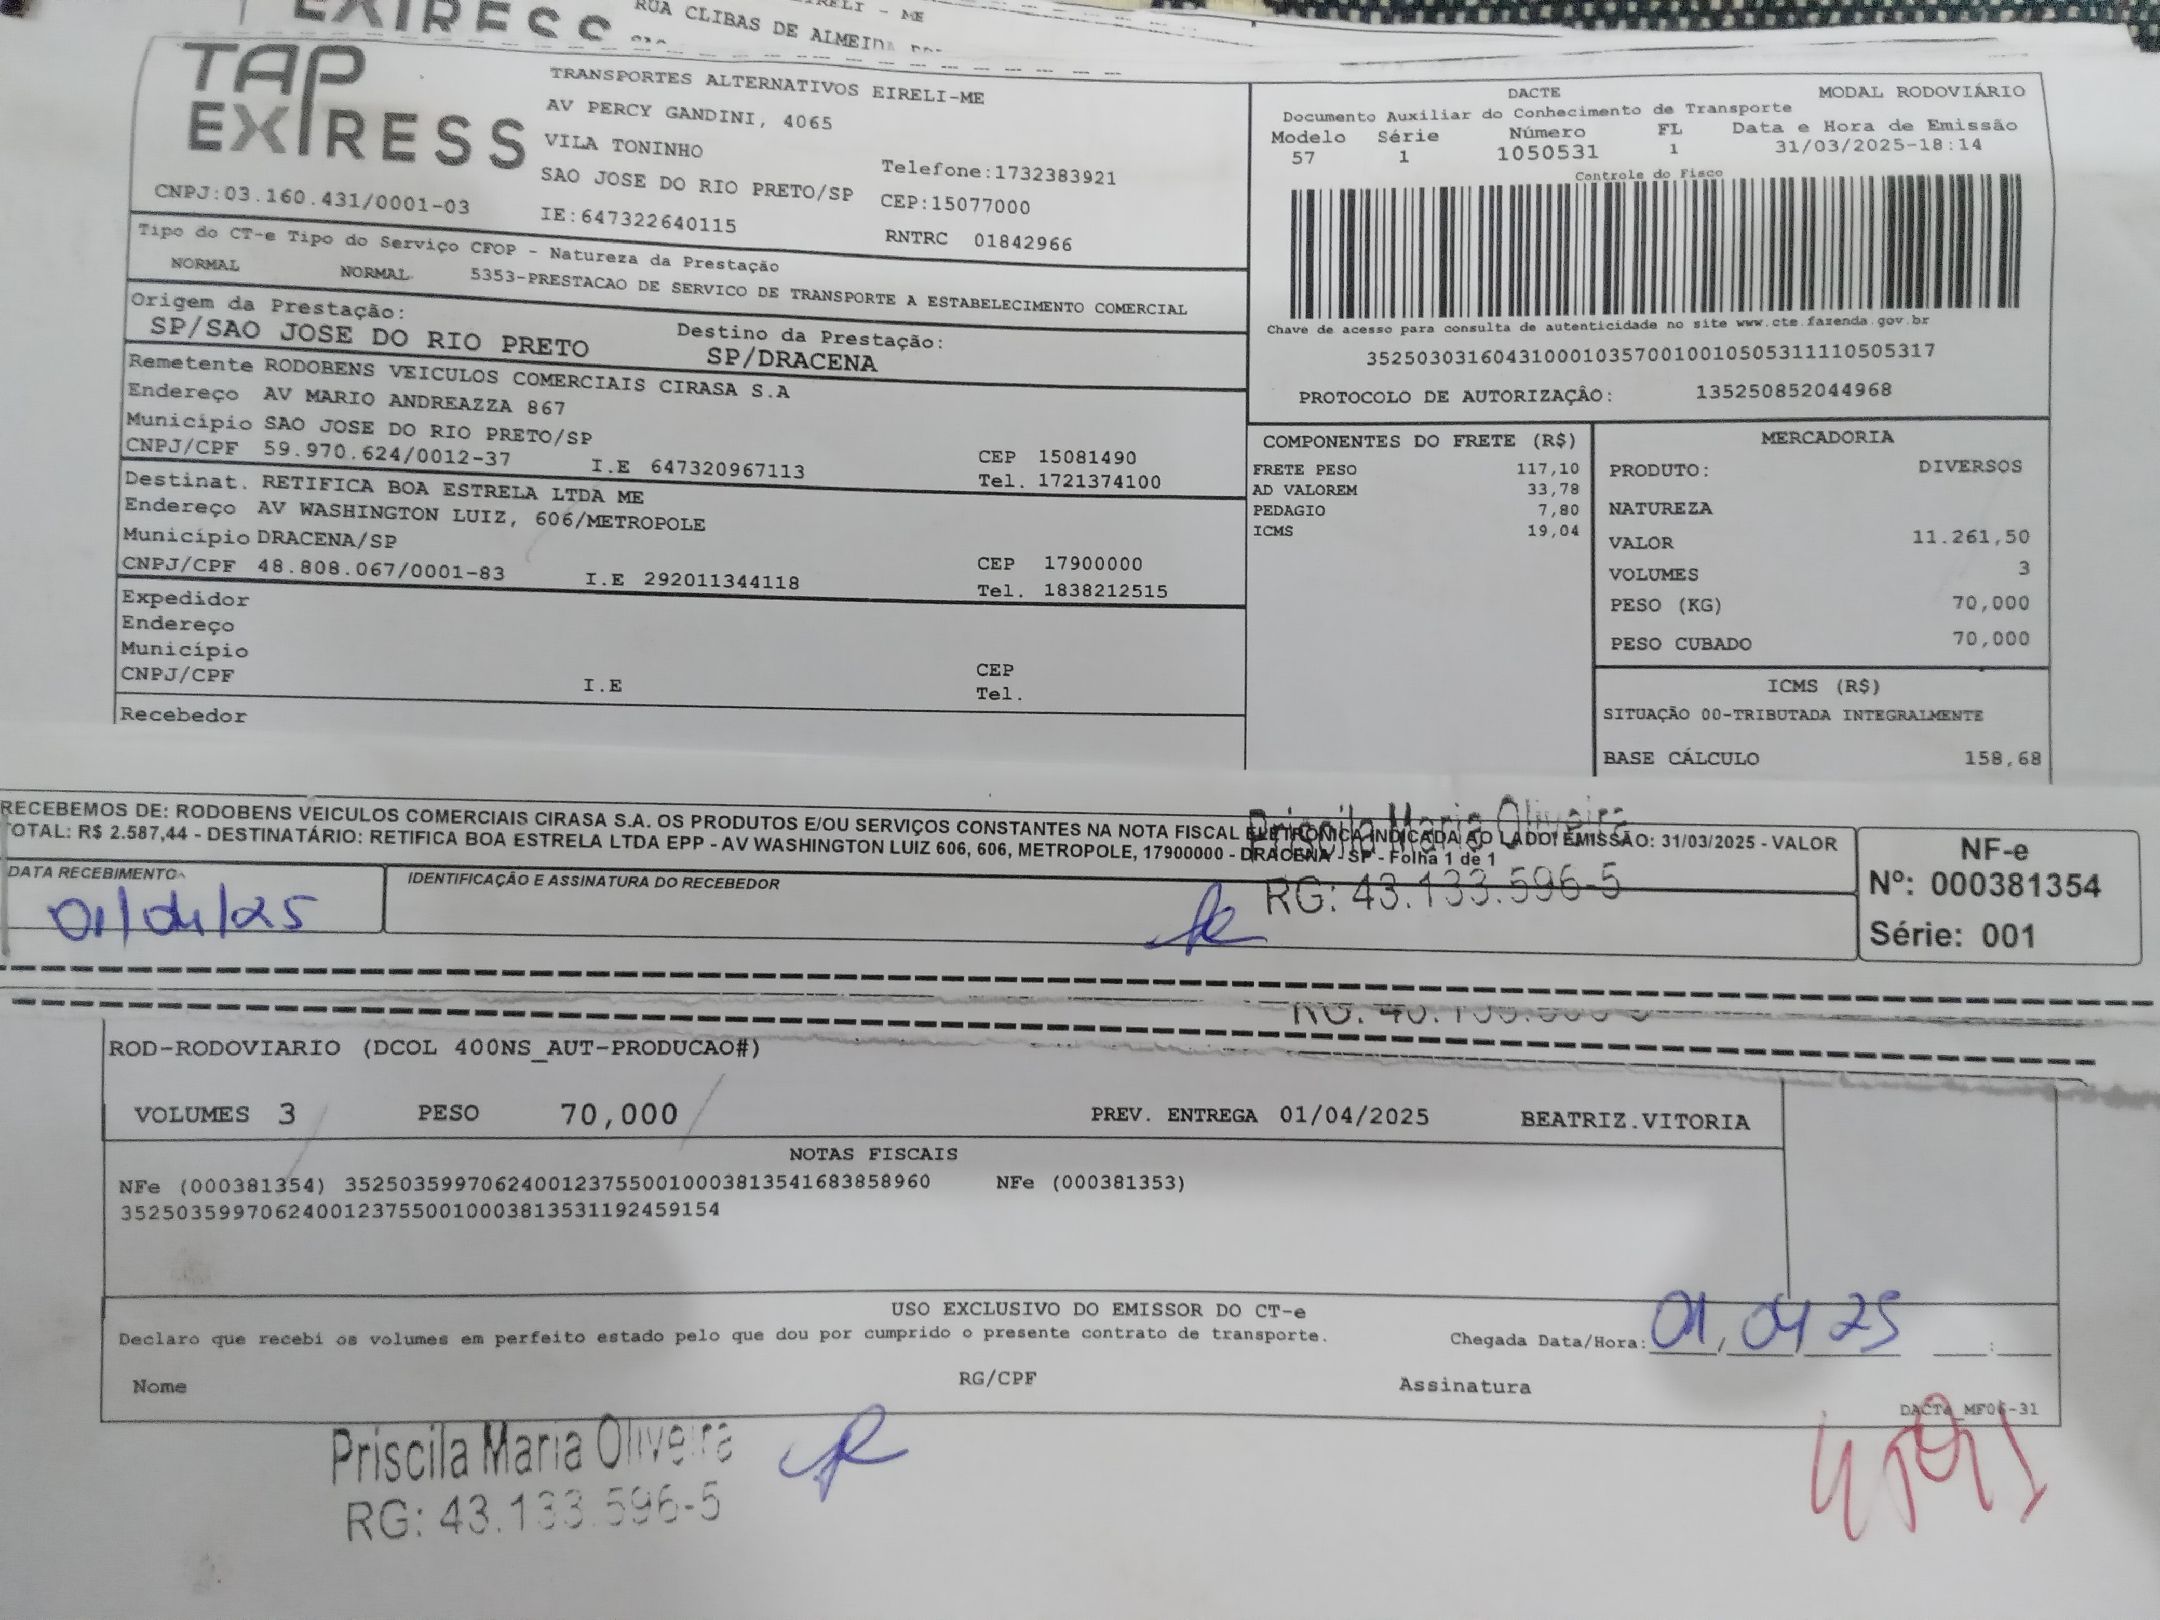 EXPRESS
RUA CLIBAS DE ALMEIDA
EIRELI - ME
TAP
EXPRESS
TRANSPORTES ALTERNATIVOS EIRELI-ME
AV PERCY GANDINI, 4065
VILA TONINHO
SAO JOSE DO RIO PRETO/SP
IE:647322640115
Telefone:1732383921
CEP:15077000
RNTRC 01842966
CNPJ:03.160.431/0001-03
DACTE MODAL RODOVIÁRIO
Documento Auxiliar do Conhecimento de Transporte
Modelo Série Número FL Data e Hora de Emissão
57 1 1050531 1 31/03/2025-18:14
Controle do Fisco
Chave de acesso para consulta de autenticidade no site www.cte.fazenda.gov.br
35250303160431000103570010010505311110505317
PROTOCOLO DE AUTORIZAÇÂO: 135250852044968
Tipo do CT-e Tipo do Serviço CFOP - Natureza da Prestação
NORMAL NORMAL 5353-PRESTACAO DE SERVICO DE TRANSPORTE A ESTABELECIMENTO COMERCIAL
Origem da Prestação: Destino da Prestação:
SP/SAO JOSE DO RIO PRETO SP/DRACENA
Remetente RODOBENS VEICULOS COMERCIAIS CIRASA S.A
Endereço AV MARIO ANDREAZZA 867
Município SAO JOSE DO RIO PRETO/SP CEP 15081490
CNPJ/CPF 59.970.624/0012-37 I.E 647320967113 Tel. 1721374100
Destinat. RETIFICA BOA ESTRELA LTDA ME
Endereço AV WASHINGTON LUIZ, 606/METROPOLE
Município DRACENA/SP CEP 17900000
CNPJ/CPF 48.808.067/0001-83 I.E 292011344118 Tel. 1838212515
Expedidor
Endereço
Município CEP
CNPJ/CPF I.E Tel.
Recebedor
COMPONENTES DO FRETE (R$)
FRETE PESO 117,10
AD VALOREM 33,78
PEDAGIO 7,80
ICMS 19,04
MERCADORIA
PRODUTO: DIVERSOS
NATUREZA
VALOR 11.261,50
VOLUMES 3
PESO (KG) 70,000
PESO CUBADO 70,000
ICMS (R$)
SITUAÇÃO 00-TRIBUTADA INTEGRALMENTE
BASE CÁLCULO 158,68
RECEBEMOS DE: RODOBENS VEICULOS COMERCIAIS CIRASA S.A. OS PRODUTOS E/OU SERVIÇOS CONSTANTES NA NOTA FISCAL ELETRÔNICA INDICADA AO LADO. EMISSÃO: 31/03/2025 - VALOR
TOTAL: R$ 2.587,44 - DESTINATÁRIO: RETIFICA BOA ESTRELA LTDA EPP - AV WASHINGTON LUIZ 606, 606, METROPOLE, 17900000 - DRACENA - SP - Folha 1 de 1
Priscila Maria Oliveira
RG: 43.133.596-5
DATA RECEBIMENTO
01/04/25
IDENTIFICAÇÃO E ASSINATURA DO RECEBEDOR
NF-e
Nº: 000381354
Série: 001
ROD-RODOVIARIO (DCOL 400NS_AUT-PRODUCAO#)
VOLUMES 3 PESO 70,000 PREV. ENTREGA 01/04/2025 BEATRIZ.VITORIA
NOTAS FISCAIS
NFe (000381354) 35250359970624001237550010003813541683858960 NFe (000381353)
35250359970624001237550010003813531192459154
USO EXCLUSIVO DO EMISSOR DO CT-e
Declaro que recebi os volumes em perfeito estado pelo que dou por cumprido o presente contrato de transporte. Chegada Data/Hora: 01, 04 25
Nome RG/CPF Assinatura
DACTE_MF06-31
Priscila Maria Oliveira
RG: 43.133.596-5